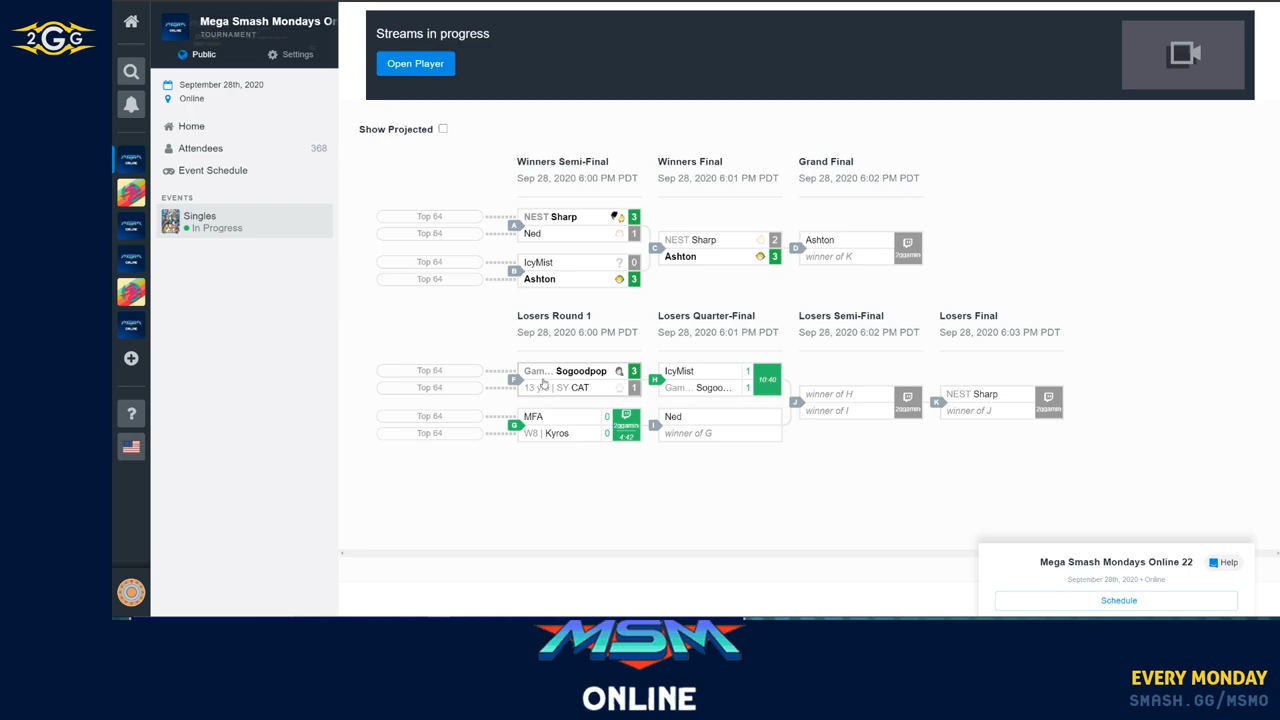 2GG
Mega Smash Mondays On
TOURNAMENT
Public
Settings
September 28th, 2020
Online
Home
Attendees 368
Event Schedule
EVENTS
Singles
In Progress
Streams in progress
Open Player
Show Projected
Winners Semi-Final
Sep 28, 2020 6:00 PM PDT
Winners Final
Sep 28, 2020 6:01 PM PDT
Grand Final
Sep 28, 2020 6:02 PM PDT
Top 64
Top 64
A
NEST Sharp 3
Ned 1
Top 64
Top 64
B
IcyMist ? 0
Ashton 3
C
NEST Sharp 2
Ashton 3
D
Ashton
winner of K
2ggamin
Losers Round 1
Sep 28, 2020 6:00 PM PDT
Losers Quarter-Final
Sep 28, 2020 6:01 PM PDT
Losers Semi-Final
Sep 28, 2020 6:02 PM PDT
Losers Final
Sep 28, 2020 6:03 PM PDT
Top 64
Top 64
F
Gam... Sogoodpop 3
SY CAT 1
H
IcyMist 1
Gam... Sogoo... 1
10:40
Top 64
Top 64
G
MFA 0
W8 | Kyros 0
2ggamin
4:42
I
Ned
winner of G
J
winner of H
winner of I
2ggamin
K
NEST Sharp
winner of J
2ggamin
?
Mega Smash Mondays Online 22
Help
September 28th, 2020 • Online
Schedule
MSM
ONLINE
EVERY MONDAY
SMASH.GG/MSMO